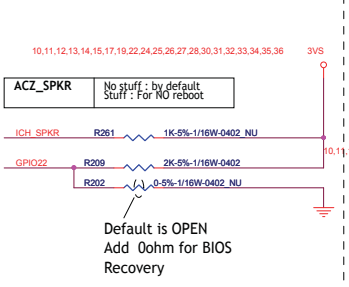 10,11,12,13,14,15,17,19,22,24,25,26,27,28,30,31,32,33,34,35,36 3VS
ACZ_SPKR No stuff : by default
Stuff : For NO reboot
ICH_SPKR R261 1K-5%-1/16W-0402_NU
10,11,
GPIO22 R209 2K-5%-1/16W-0402
R202 0-5%-1/16W-0402_NU
Default is OPEN
Add 0ohm for BIOS
Recovery